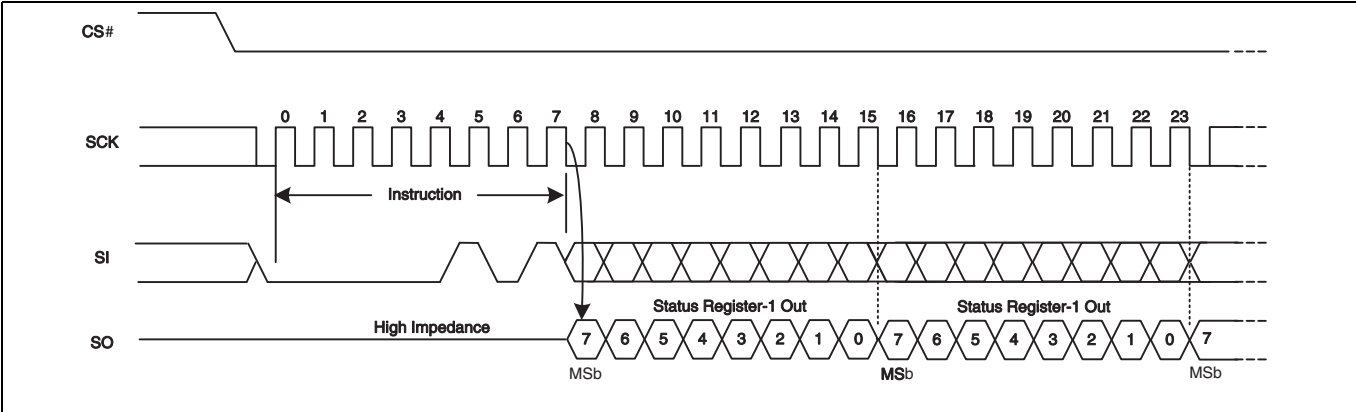 CS#
0 1 2 3 4 5 6 7 8 9 10 11 12 13 14 15 16 17 18 19 20 21 22 23
SCK
Instruction
SI
Status Register-1 Out Status Register-1 Out
High Impedance
SO 7 6 5 4 3 2 1 0 7 6 5 4 3 2 1 0 7
MSb MSb MSb